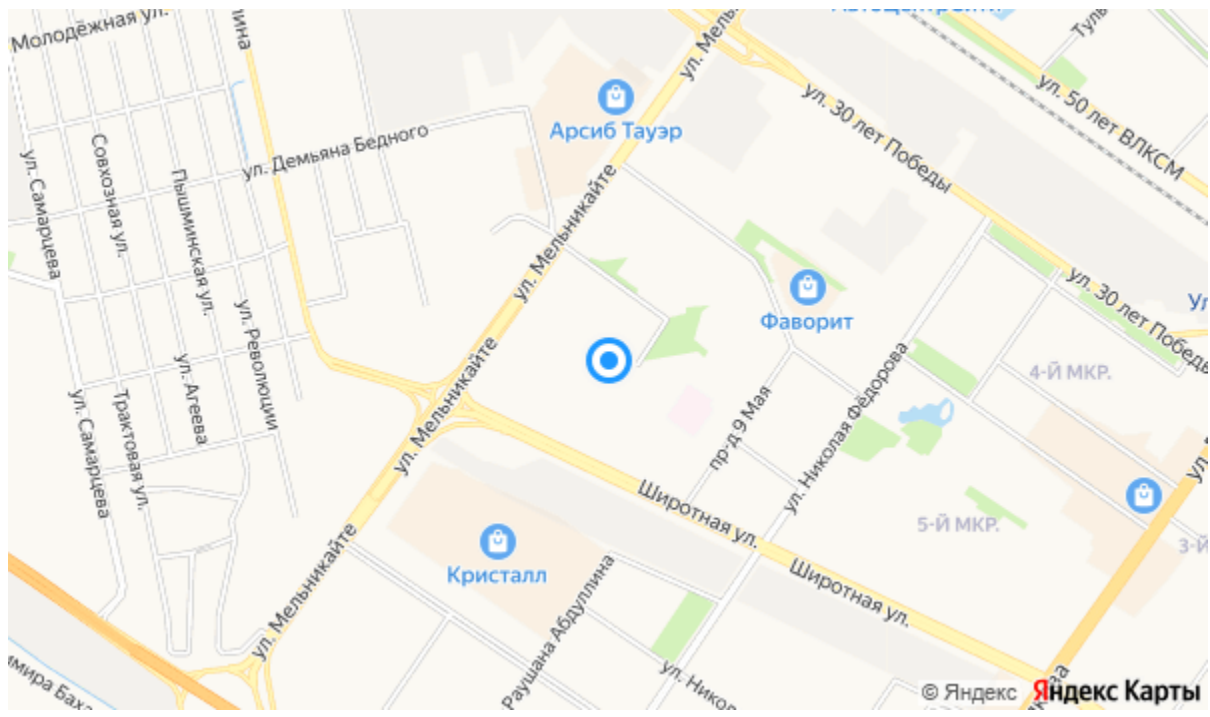 Молодёжная ул.
ул. Мельникайте
ул. 30 лет Победы
ул. 50 лет ВЛКСМ
Арсиб Тауэр
ул. Демьяна Бедного
ул. Самарцева
Совхозная ул.
Пышминская ул.
ул. Мельникайте
Фаворит
ул. 30 лет Победы
ул. Революции
ул. Агеева
ул. Мельникайте
4-Й МКР.
ул. Николая Фёдорова
пр-д 9 Мая
ул. Самарцева
Трактовая ул.
Широтная ул.
5-Й МКР.
Кристалл
Широтная ул.
ул. Мельникайте
Раушана Абдуллина
© Яндекс Яндекс Карты